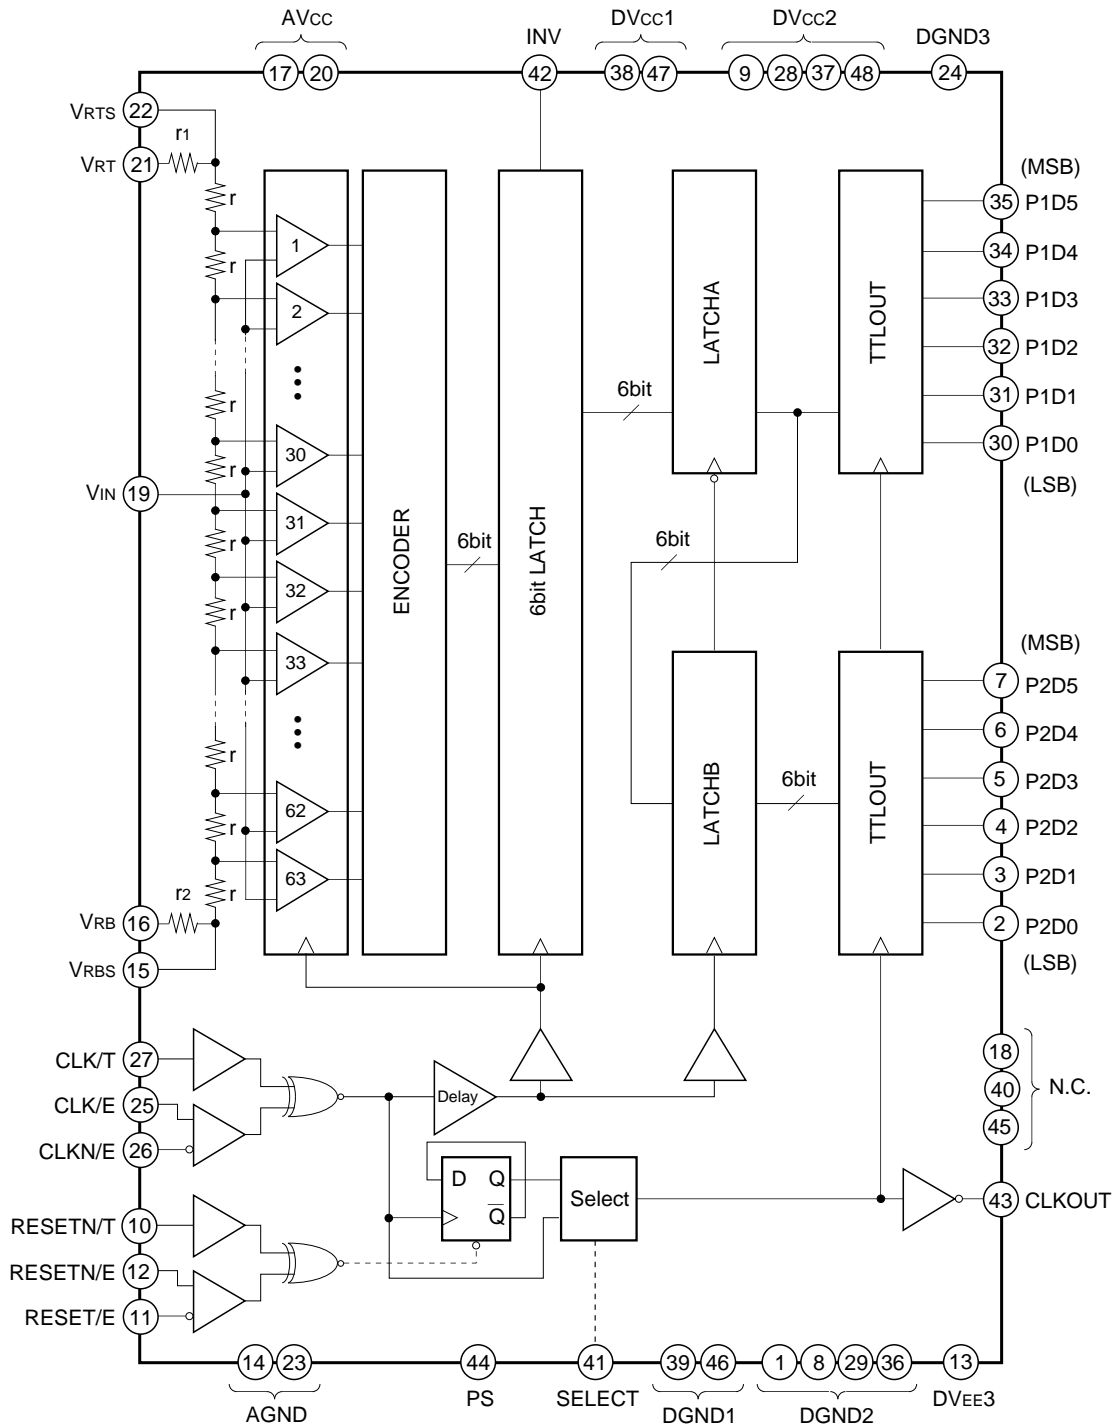 AVCC
DVCC1
DVCC2
INV
DGND3
17
20
42
38
47
9
28
37
48
24
VRTS
22
r1
VRT
21
r
r
r
r
r
r
r
r
r
1
2
30
31
32
33
62
63
VIN
19
r2
VRB
16
VRBS
15
ENCODER
6bit
6bit LATCH
6bit
LATCHA
6bit
LATCHB
6bit
TTLOUT
TTLOUT
(MSB)
35 P1D5
34 P1D4
33 P1D3
32 P1D2
31 P1D1
30 P1D0
(LSB)
(MSB)
7 P2D5
6 P2D4
5 P2D3
4 P2D2
3 P2D1
2 P2D0
(LSB)
18
40
45
N.C.
CLK/T 27
CLK/E 25
CLKN/E 26
Delay
D Q
Q
Select
43 CLKOUT
RESETN/T 10
RESETN/E 12
RESET/E 11
14
23
44
41
39
46
1
8
29
36
13
AGND
PS
SELECT
DGND1
DGND2
DVEE3